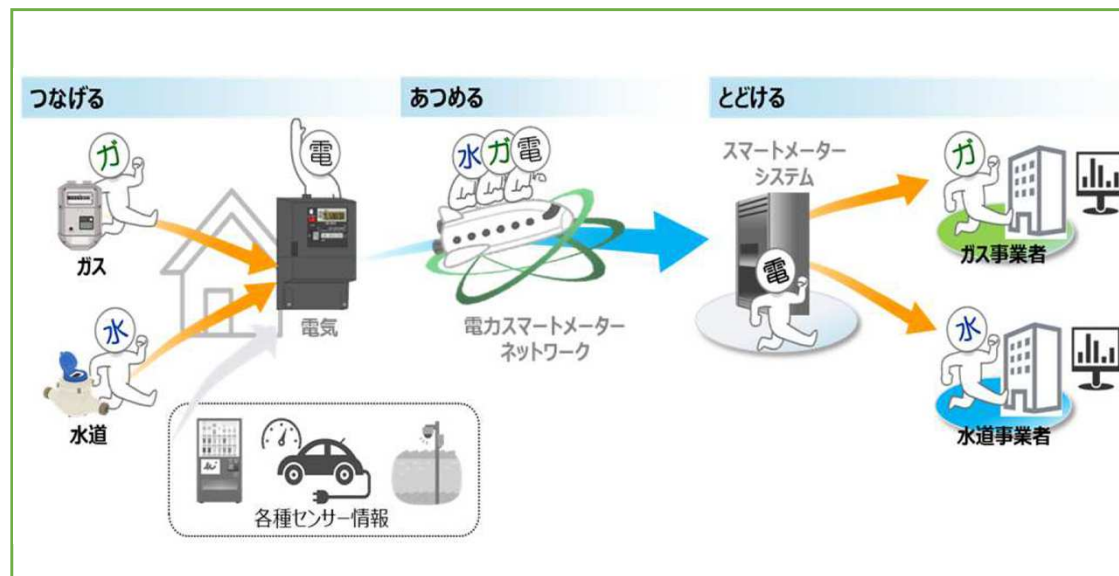 つなげる
あつめる
とどける
ガ
電
水
ガ
電
スマートメーター
システム
ガ
ガス
電気
電力スマートメーター
ネットワーク
電
ガス事業者
水
水
水道
水道事業者
各種センサー情報